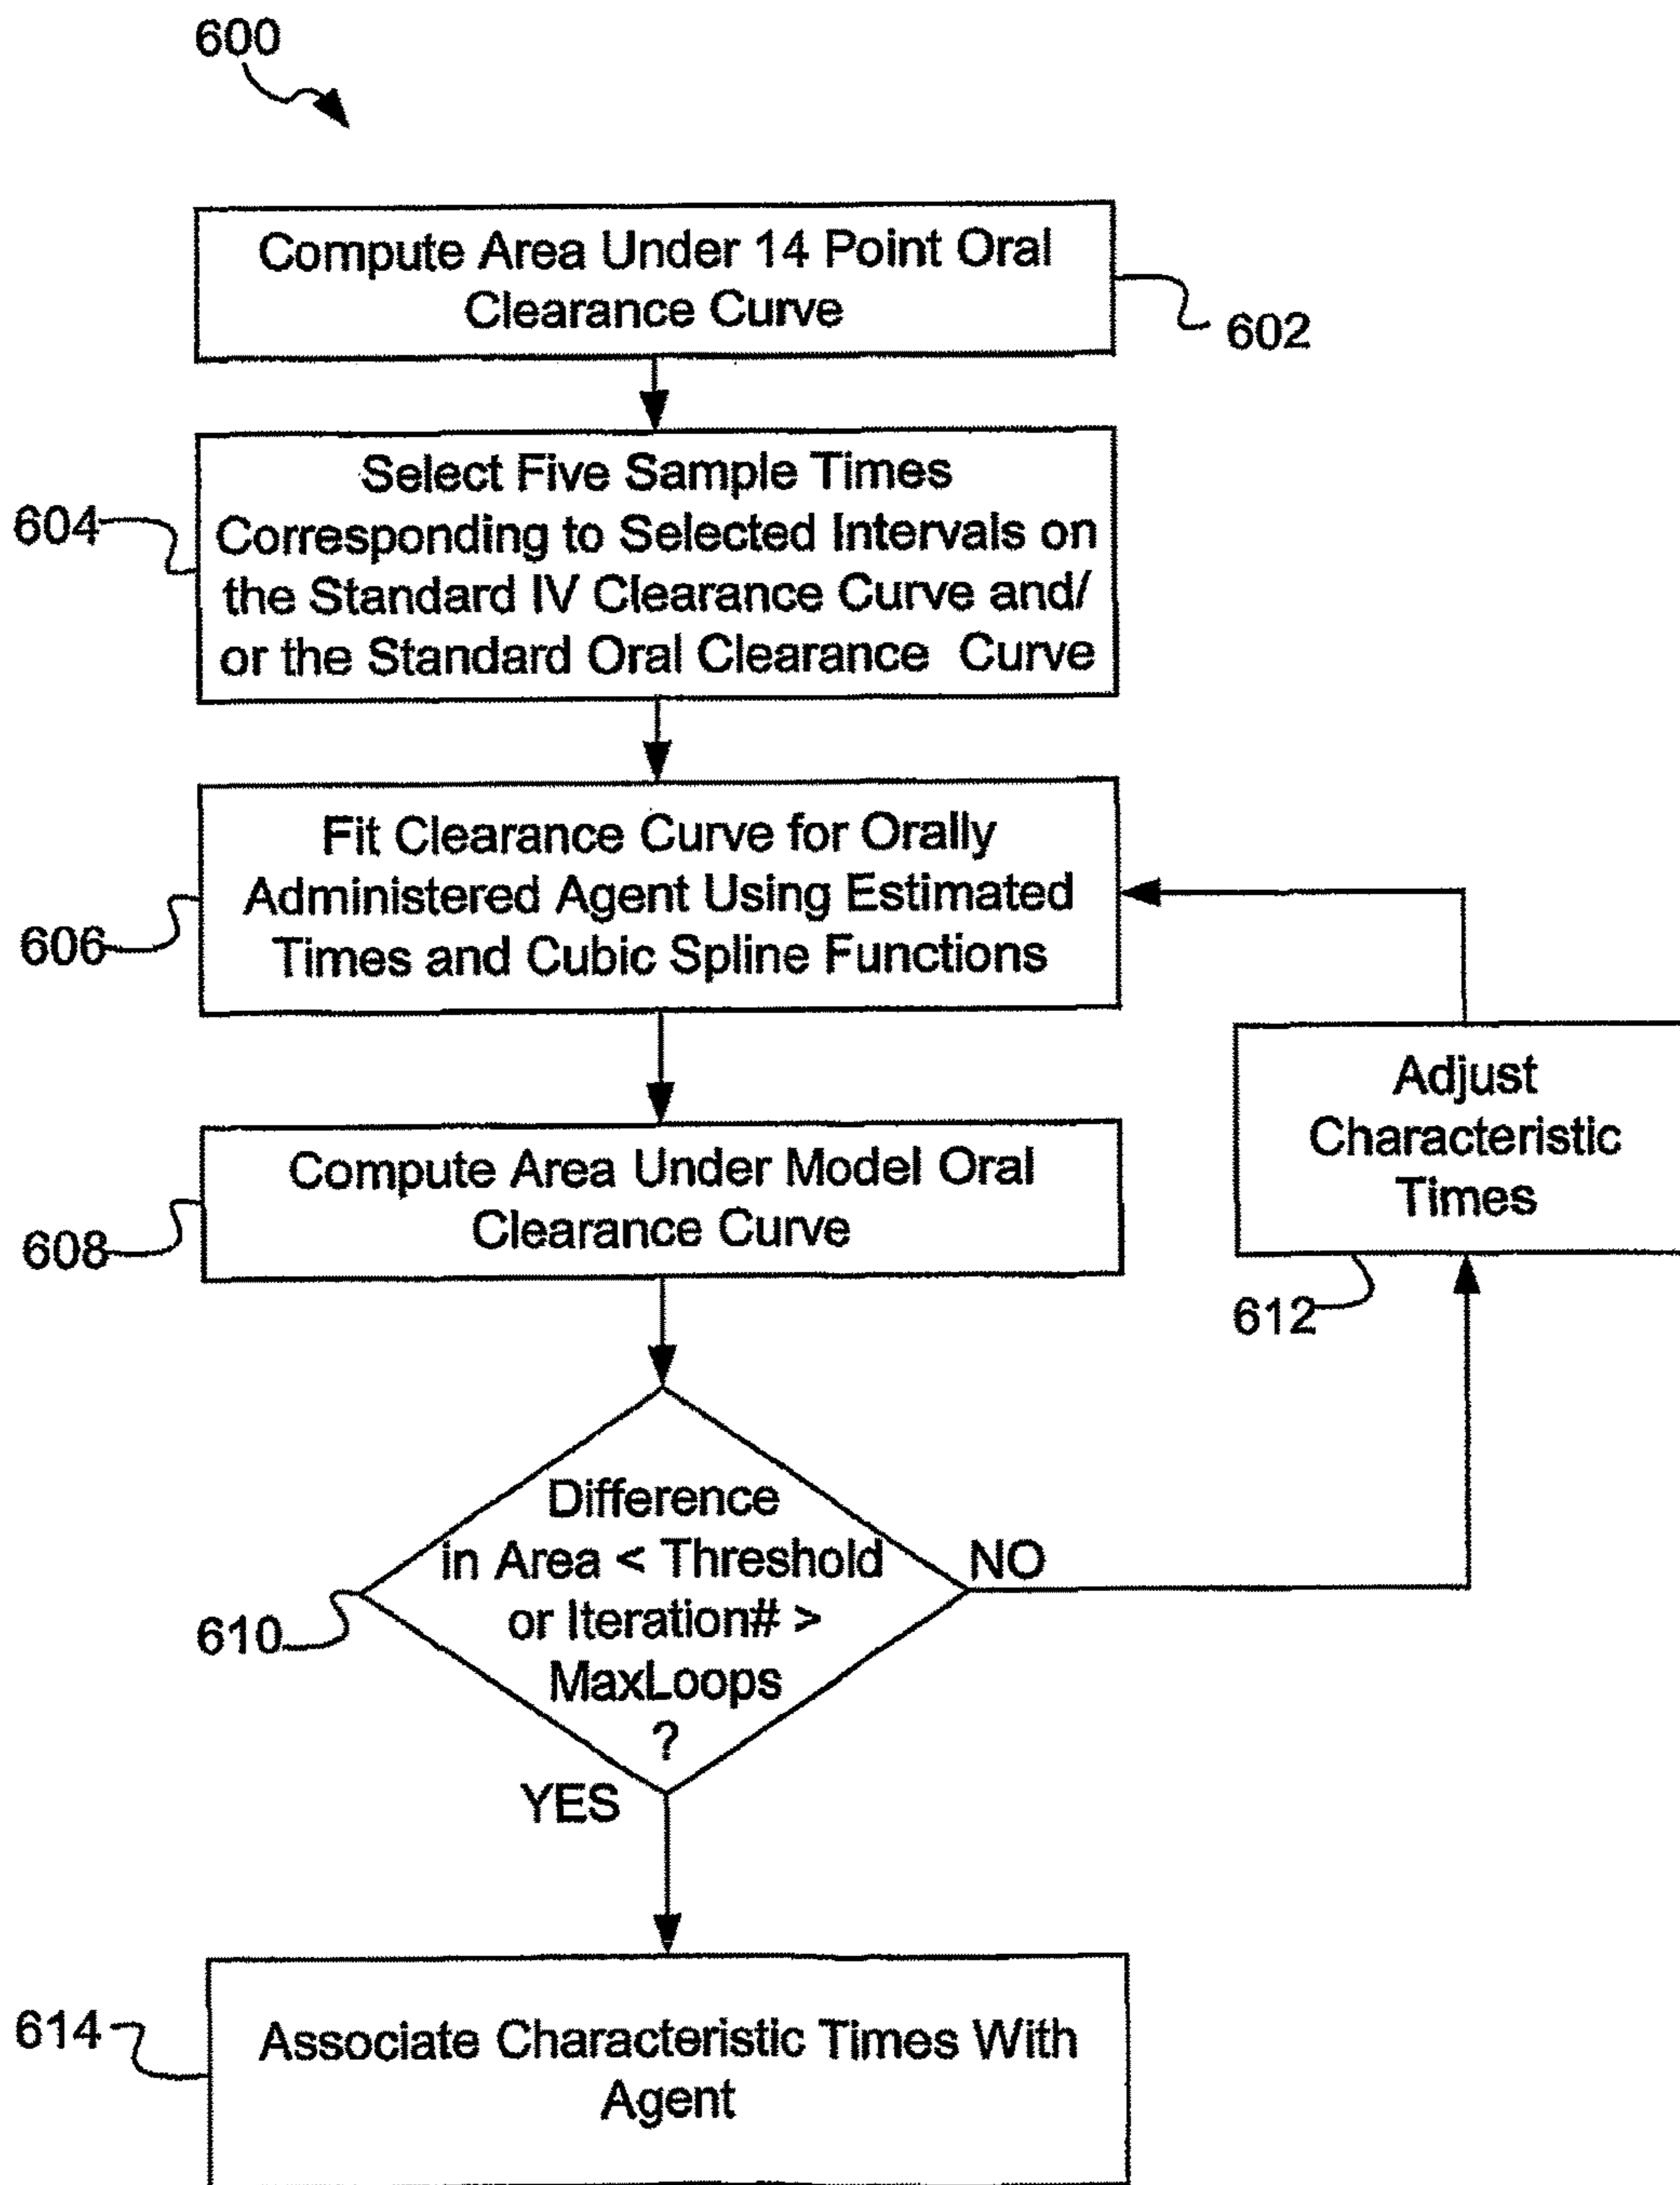 600
Compute Area Under 14 Point Oral
Clearance Curve
602
Select Five Sample Times
Corresponding to Selected Intervals on
the Standard IV Clearance Curve and/
or the Standard Oral Clearance Curve
604
Fit Clearance Curve for Orally
Administered Agent Using Estimated
Times and Cubic Spline Functions
606
Adjust
Characteristic
Times
612
Compute Area Under Model Oral
Clearance Curve
608
Difference
in Area < Threshold
or Iteration# >
MaxLoops
?
610
NO
YES
Associate Characteristic Times With
Agent
614